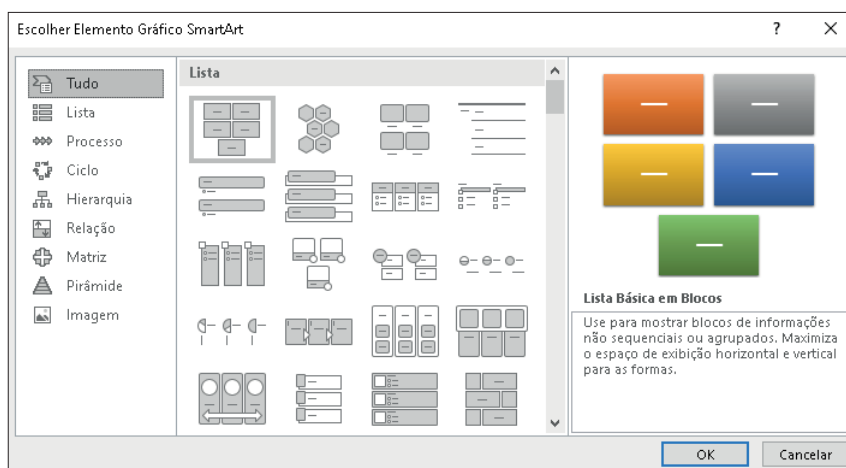 Escolher Elemento Gráfico SmartArt
?
Tudo
Lista
Processo
Ciclo
Hierarquia
Relação
Matriz
Pirâmide
Imagem
Lista
Lista Básica em Blocos
Use para mostrar blocos de informações
não sequenciais ou agrupados. Maximiza
o espaço de exibição horizontal e vertical
para as formas.
OK
Cancelar